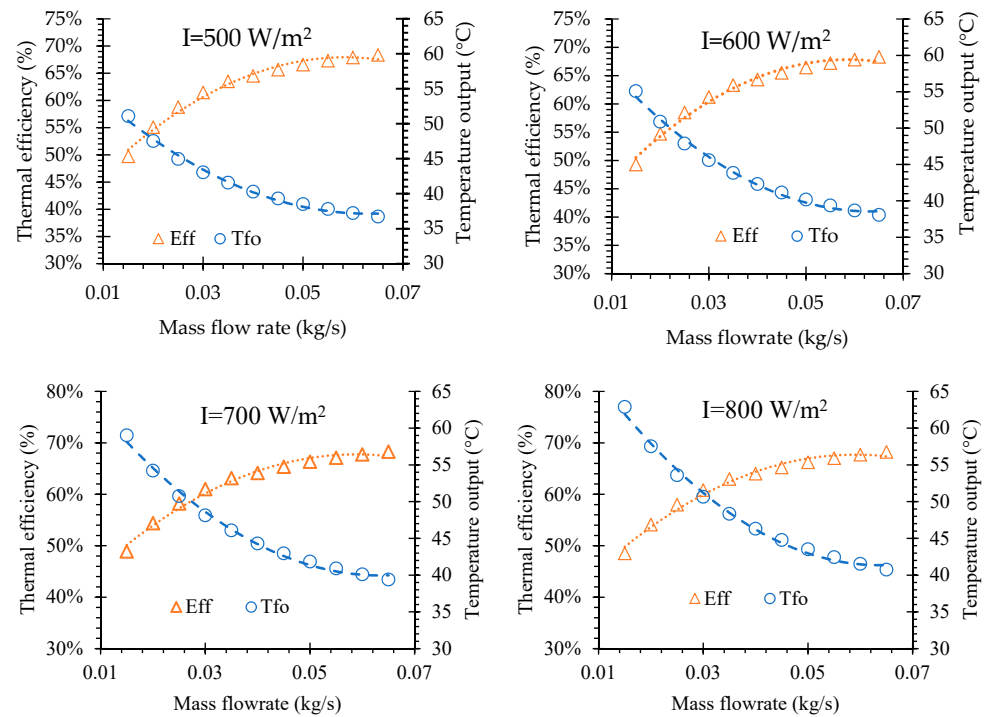 I=500 W/m²
Thermal efficiency (%)
75%
70%
65%
60%
55%
50%
45%
40%
35%
30%
65
60
55
50
45
40
35
30
Temperature output (°C)
Eff Tfo
0.01 0.03 0.05 0.07
Mass flow rate (kg/s)
I=600 W/m²
Thermal efficiency (%)
75%
70%
65%
60%
55%
50%
45%
40%
35%
30%
65
60
55
50
45
40
35
30
Temperature output (°C)
Eff Tfo
0.01 0.03 0.05 0.07
Mass flowrate (kg/s)
I=700 W/m²
Thermal efficiency (%)
80%
70%
60%
50%
40%
30%
65
60
55
50
45
40
35
30
Temperature output (°C)
Eff Tfo
0.01 0.03 0.05 0.07
Mass flowrate (kg/s)
I=800 W/m²
Thermal efficiency (%)
80%
70%
60%
50%
40%
30%
65
60
55
50
45
40
35
30
Temperature output (°C)
Eff Tfo
0.01 0.03 0.05 0.07
Mass flowrate (kg/s)